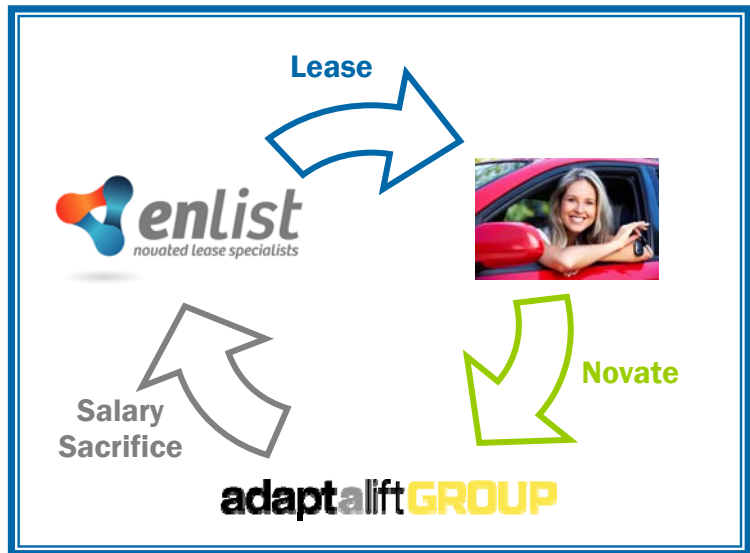 Lease
enlist
novated lease specialists
Novate
Salary
Sacrifice
adaptaliftGROUP